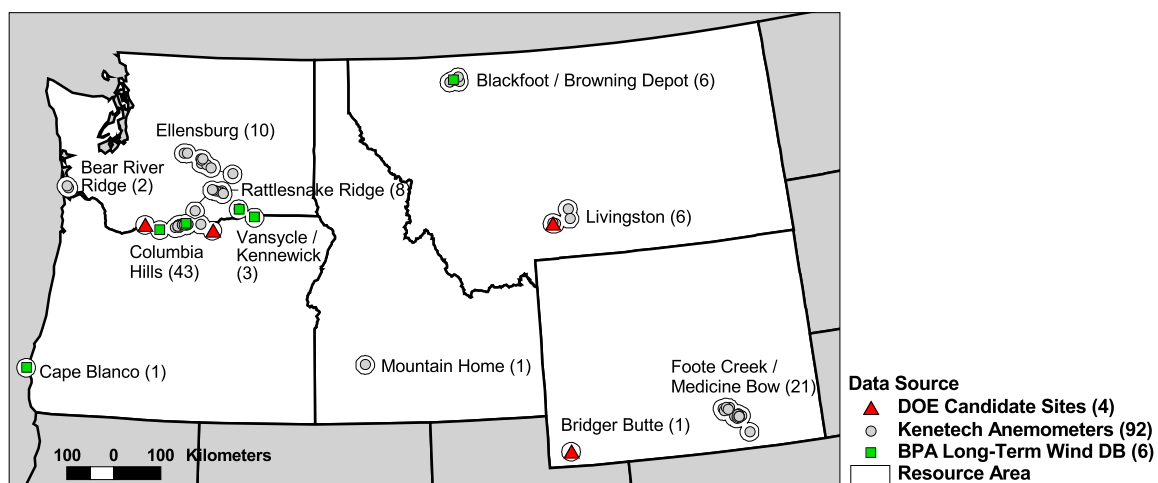 Blackfoot / Browning Depot (6)
Ellensburg (10)
Bear River
Ridge (2)
Rattlesnake Ridge (8
Livingston (6)
Vansycle /
Kennewick
(3)
Columbia
Hills (43)
Cape Blanco (1)
Mountain Home (1)
Foote Creek /
Medicine Bow (21)
Bridger Butte (1)
100 0 100 Kilometers
Data Source
DOE Candidate Sites (4)
Kenetech Anemometers (92)
BPA Long-Term Wind DB (6)
Resource Area